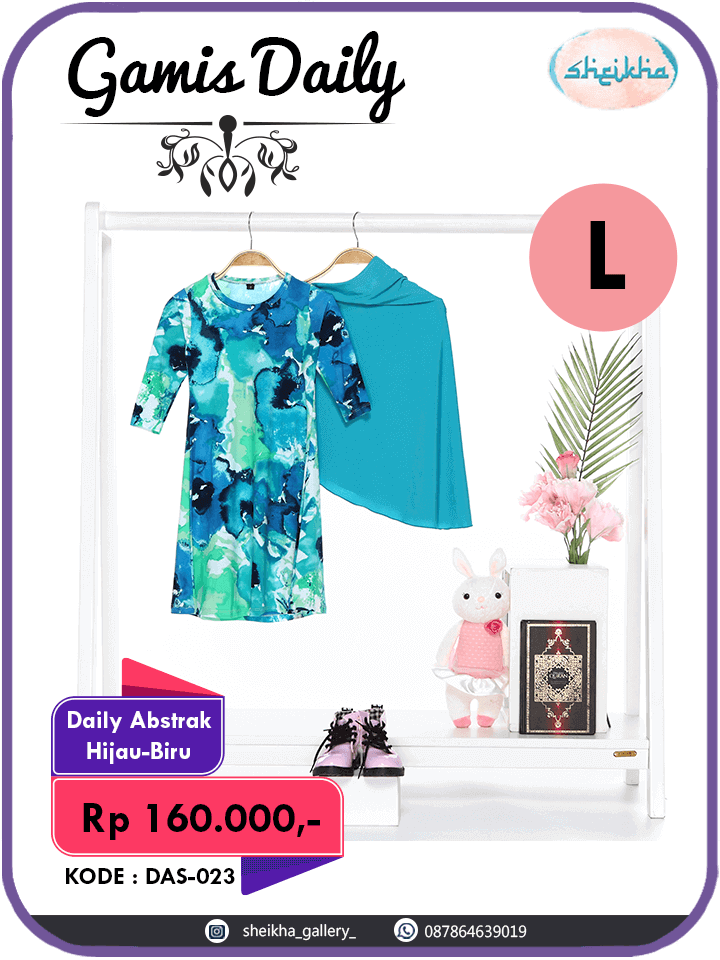 Gamis Daily
sheikha
L
Daily Abstrak
Hijau-Biru
Rp 160.000,-
KODE : DAS-023
sheikha_gallery_
087864639019